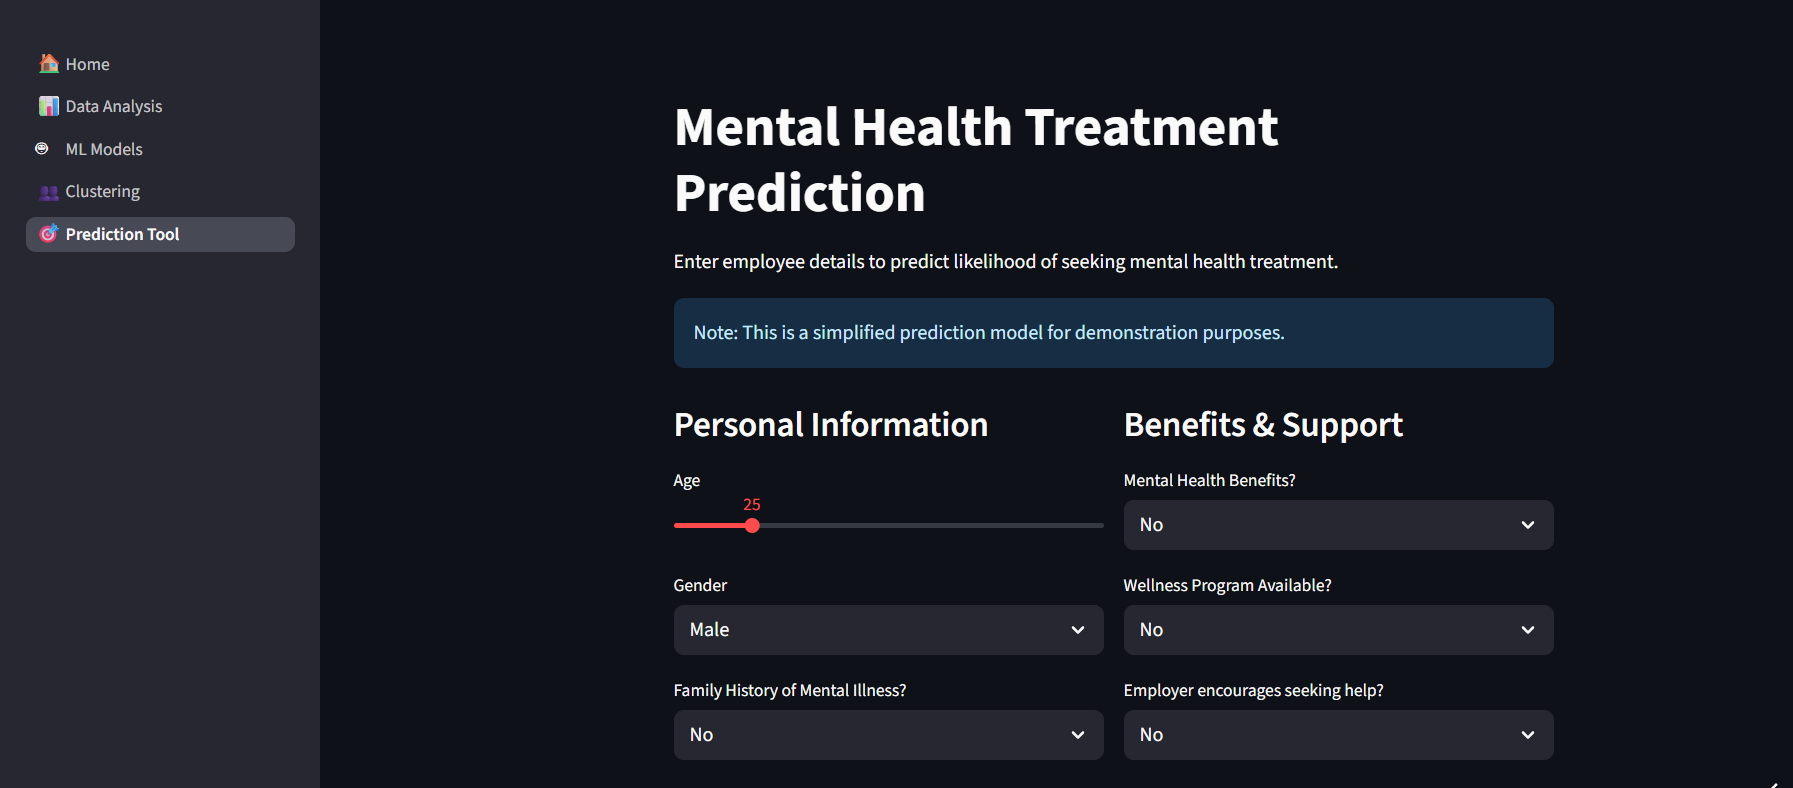 Home
Data Analysis
ML Models
Clustering
Prediction Tool
Mental Health Treatment
Prediction
Enter employee details to predict likelihood of seeking mental health treatment.
Note: This is a simplified prediction model for demonstration purposes.
Personal Information
Age
25
Gender
Male
Family History of Mental Illness?
No
Benefits & Support
Mental Health Benefits?
No
Wellness Program Available?
No
Employer encourages seeking help?
No